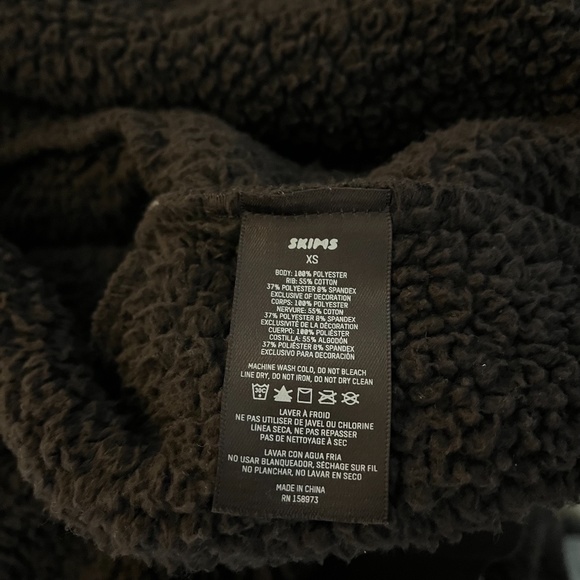 SKIMS
XS
BODY: 100% POLYESTER
RIB: 55% COTTON
37% POLYESTER 8% SPANDEX
EXCLUSIVE OF DECORATION
CORPS: 100% POLYESTER
NERVURE: 55% COTON
37% POLYESTER 8% SPANDEX
EXCLUSIVITÉ DE LA DÉCORATION
CUERPO: 100% POLIÉSTER
COSTILLA: 55% ALGODÓN
37% POLIÉSTER 8% SPANDEX
EXCLUSIVO PARA DECORACIÓN
MACHINE WASH COLD, DO NOT BLEACH
LINE DRY, DO NOT IRON, DO NOT DRY CLEAN
30C
LAVER À FROID
NE PAS UTILISER DE JAVEL OU CHLORINE
LÍNEA SECA, NE PAS REPASSER
PAS DE NETTOYAGE À SEC
LAVAR CON AGUA FRIA
NO USAR BLANQUEADOR, SÉCHAGE SUR FIL
NO PLANCHAR, NO LAVAR EN SECO
MADE IN CHINA
RN 158973